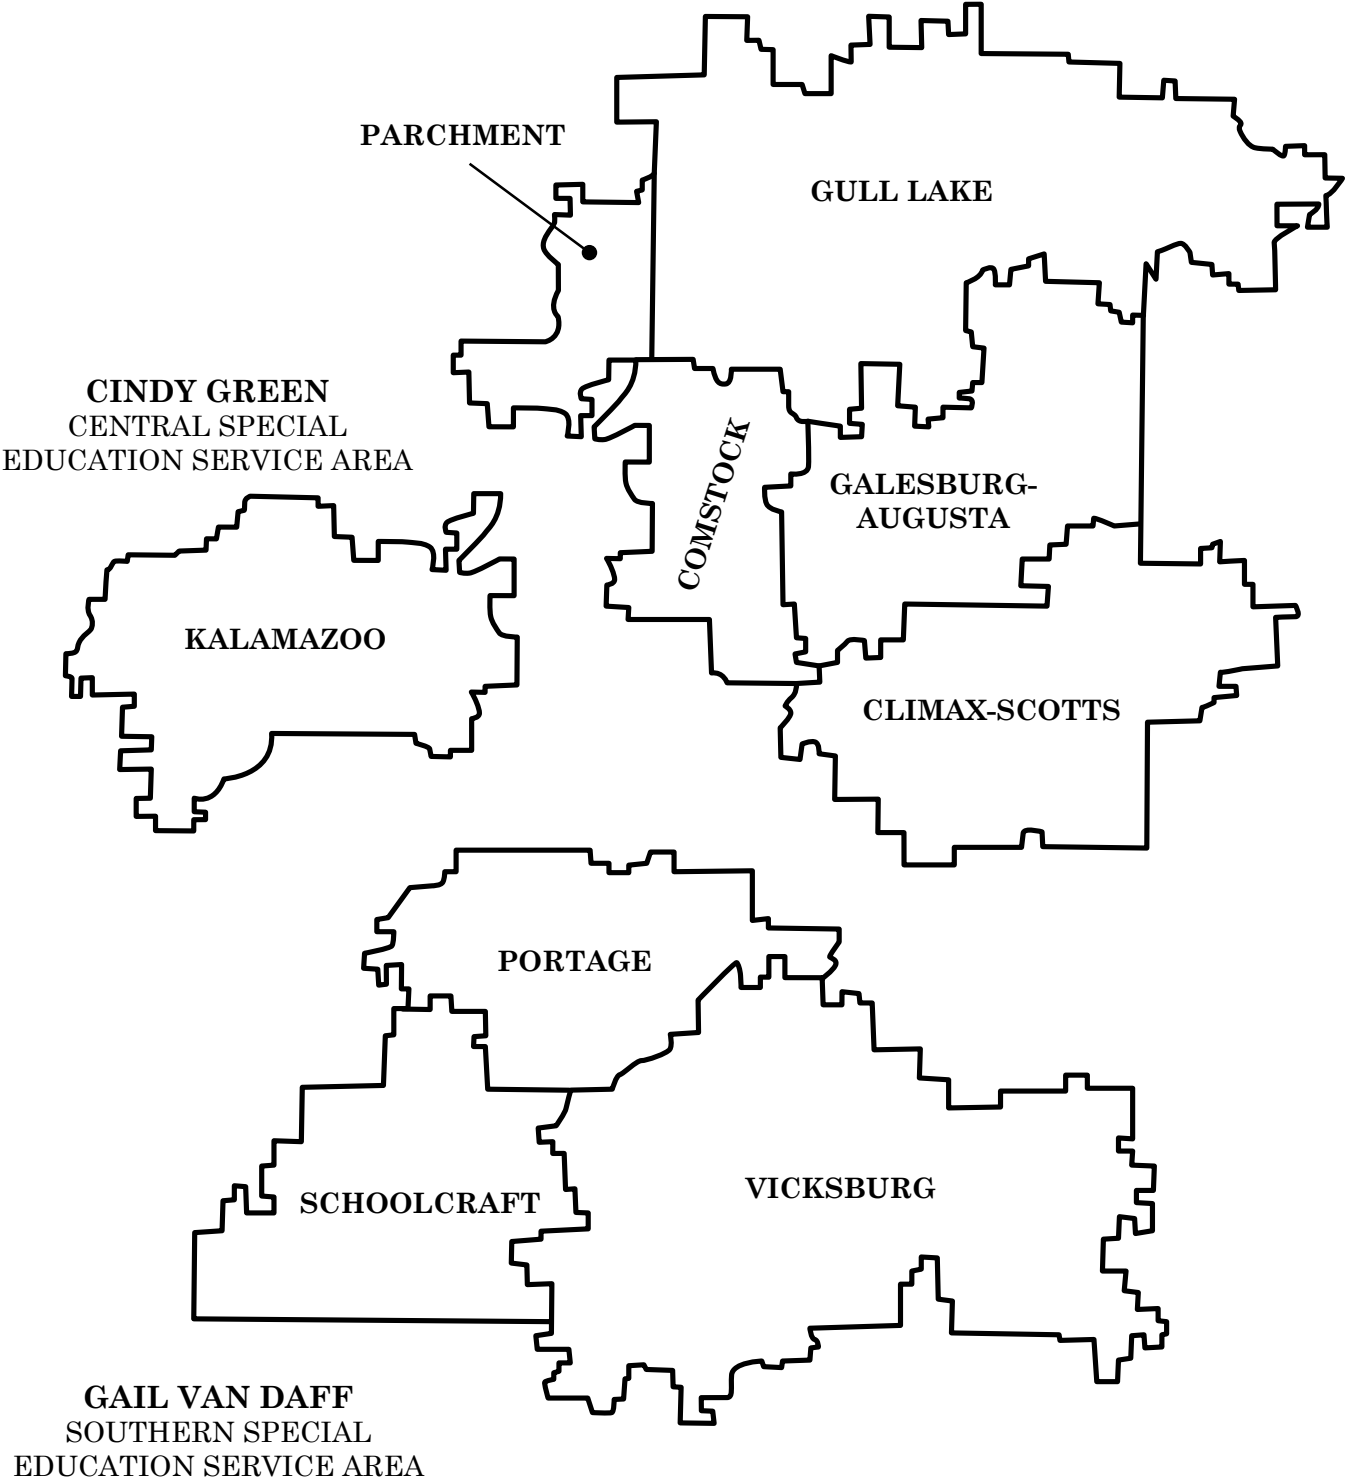 PARCHMENT
GULL LAKE
CINDY GREEN
CENTRAL SPECIAL
EDUCATION SERVICE AREA
COMSTOCK
GALESBURG-
AUGUSTA
KALAMAZOO
CLIMAX-SCOTTS
PORTAGE
SCHOOLCRAFT
VICKSBURG
GAIL VAN DAFF
SOUTHERN SPECIAL
EDUCATION SERVICE AREA